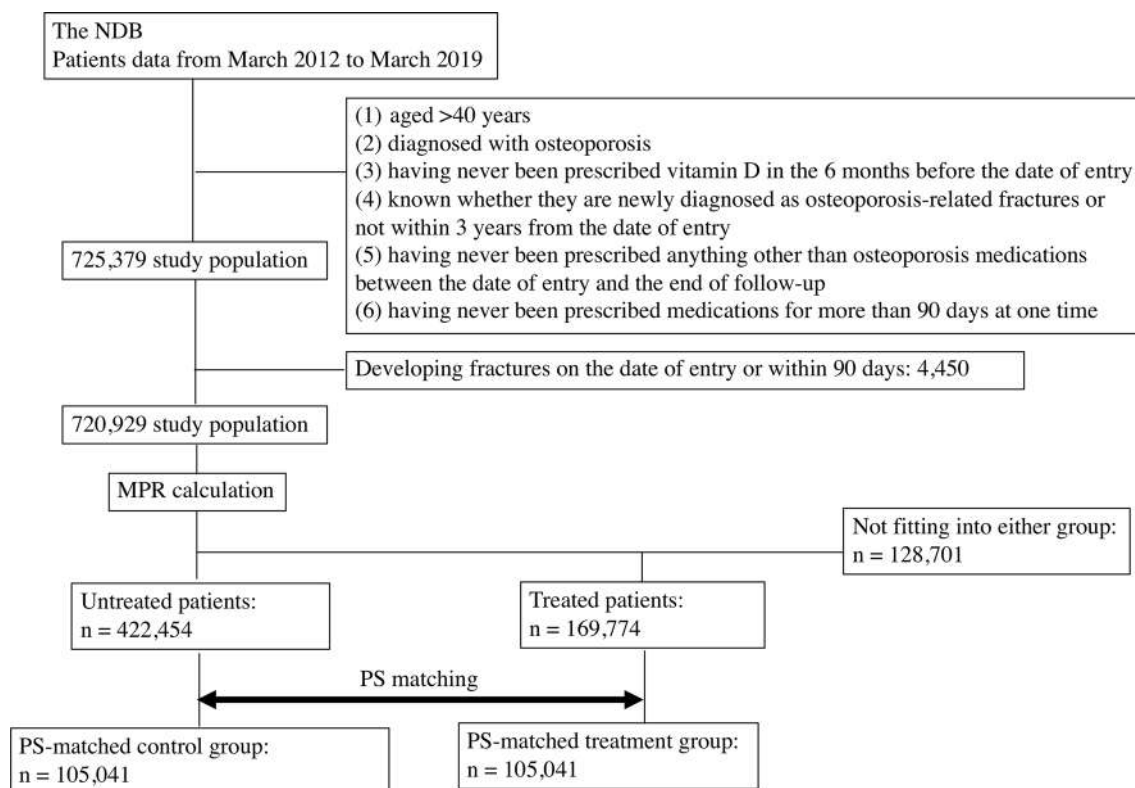 The NDB
Patients data from March 2012 to March 2019
(1) aged >40 years
(2) diagnosed with osteoporosis
(3) having never been prescribed vitamin D in the 6 months before the date of entry
(4) known whether they are newly diagnosed as osteoporosis-related fractures or
not within 3 years from the date of entry
(5) having never been prescribed anything other than osteoporosis medications
between the date of entry and the end of follow-up
(6) having never been prescribed medications for more than 90 days at one time
725,379 study population
Developing fractures on the date of entry or within 90 days: 4,450
720,929 study population
MPR calculation
Not fitting into either group:
n = 128,701
Untreated patients:
n = 422,454
Treated patients:
n = 169,774
PS matching
PS-matched control group:
n = 105,041
PS-matched treatment group:
n = 105,041